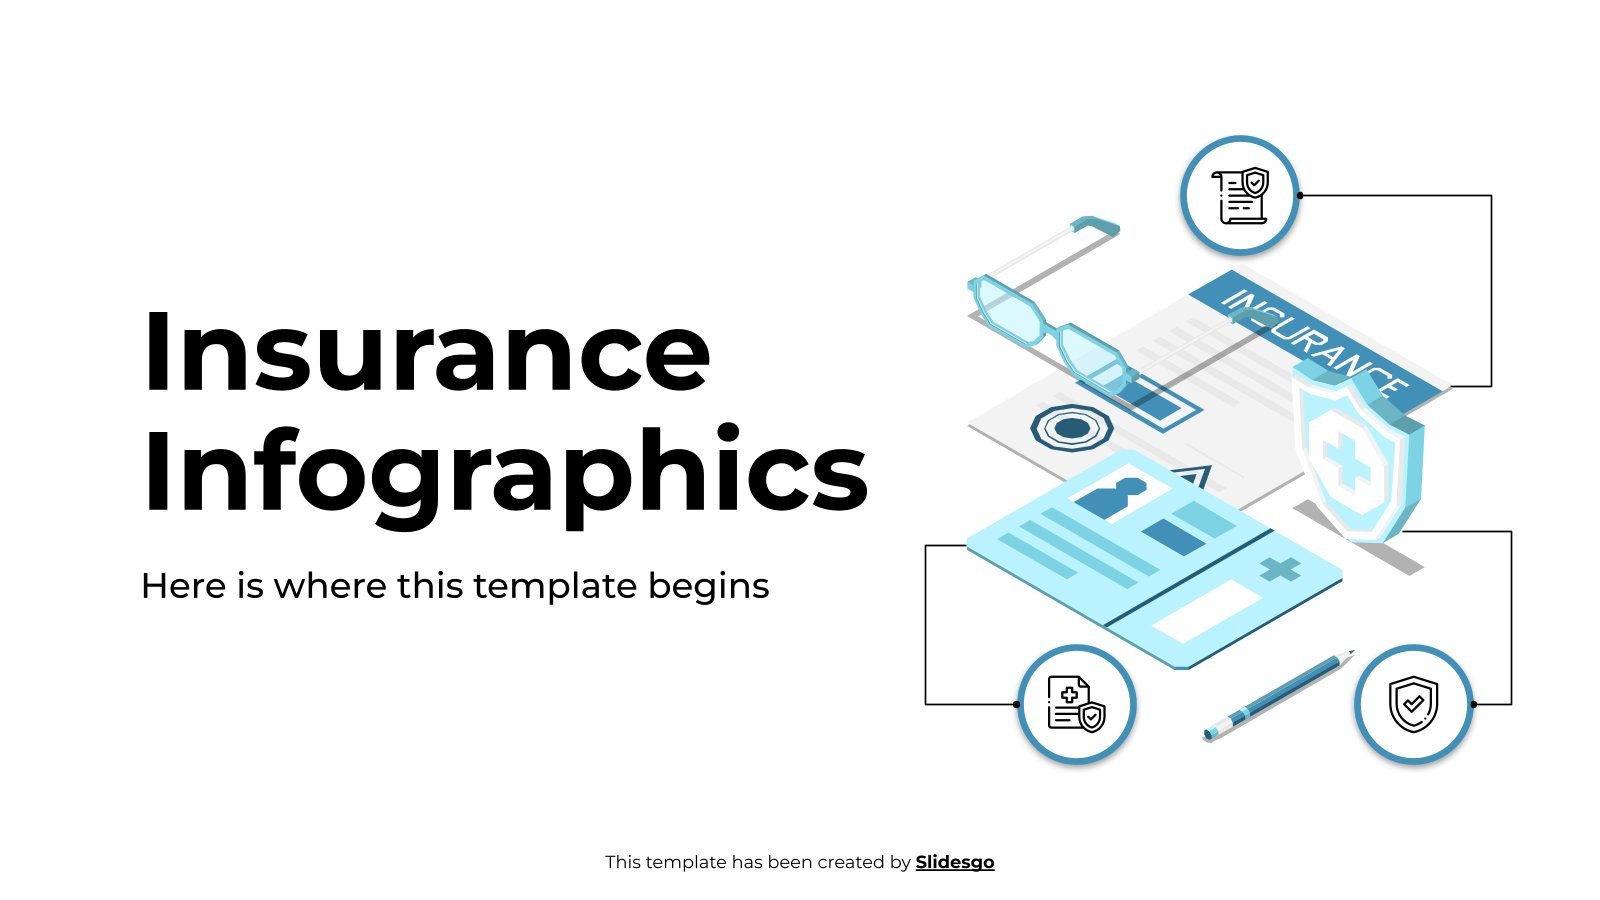 Insurance
Infographics
Here is where this template begins
INSURANCE
This template has been created by Slidesgo